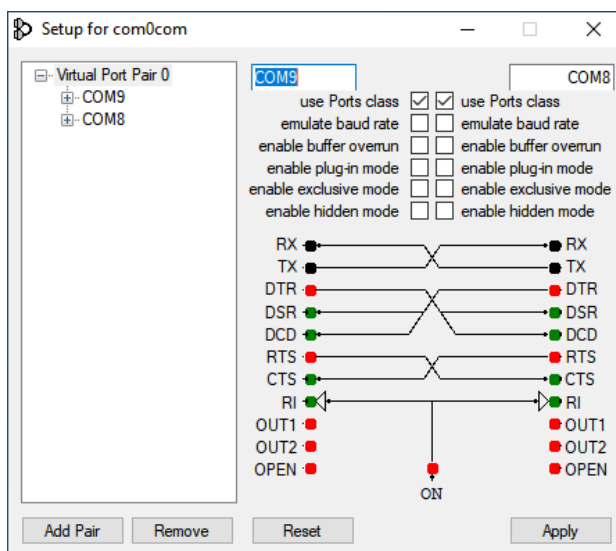 Setup for com0com
Virtual Port Pair 0
COM9
COM8
COM9 COM8
use Ports class use Ports class
emulate baud rate emulate baud rate
enable buffer overrun enable buffer overrun
enable plug-in mode enable plug-in mode
enable exclusive mode enable exclusive mode
enable hidden mode enable hidden mode
RX RX
TX TX
DTR DTR
DSR DSR
DCD DCD
RTS RTS
CTS CTS
RI RI
OUT1 OUT1
OUT2 OUT2
OPEN OPEN
ON
Add Pair Remove Reset Apply